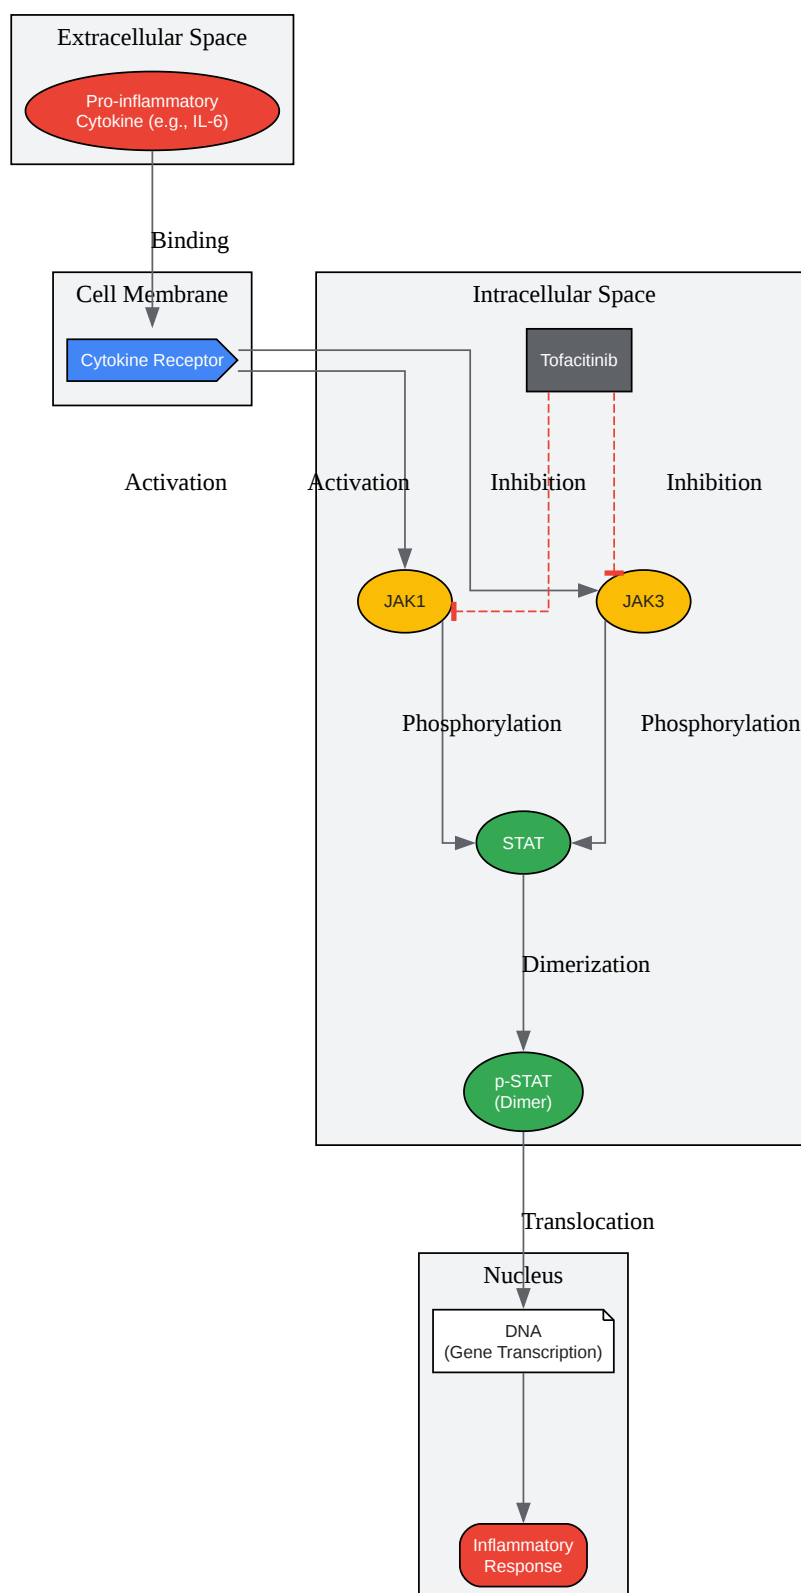 Extracellular Space
Pro-inflammatory
Cytokine (e.g., IL-6)
Binding
Cell Membrane
Cytokine Receptor
Intracellular Space
Tofacitinib
Activation
Activation
Inhibition
Inhibition
JAK1
JAK3
Phosphorylation
Phosphorylation
STAT
Dimerization
p-STAT
(Dimer)
Translocation
Nucleus
DNA
(Gene Transcription)
Inflammatory
Response